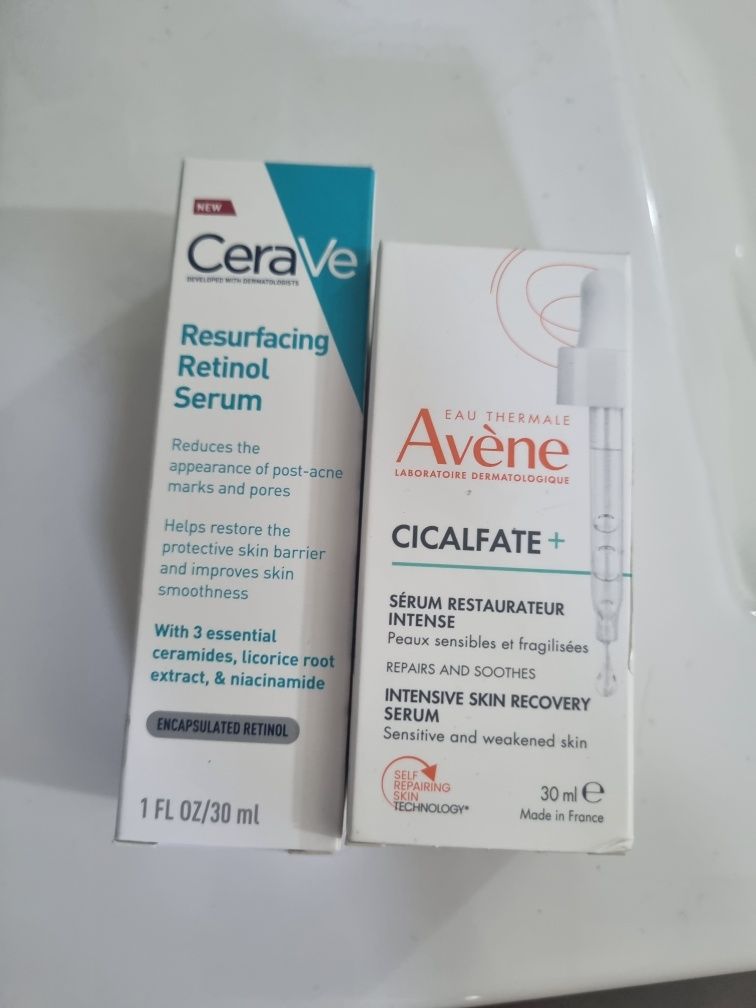 NEW
CeraVe
DEVELOPED WITH DERMATOLOGISTS
Resurfacing
Retinol
Serum
Reduces the
appearance of post-acne
marks and pores
Helps restore the
protective skin barrier
and improves skin
smoothness
With 3 essential
ceramides, licorice root
extract, & niacinamide
ENCAPSULATED RETINOL
1 FL OZ/30 ml
EAU THERMALE
Avène
LABORATOIRE DERMATOLOGIQUE
CICALFATE+
SÉRUM RESTAURATEUR
INTENSE
Peaux sensibles et fragilisées
REPAIRS AND SOOTHES
INTENSIVE SKIN RECOVERY
SERUM
Sensitive and weakened skin
SELF
REPAIRING
SKIN
TECHNOLOGY*
30 ml e
Made in France